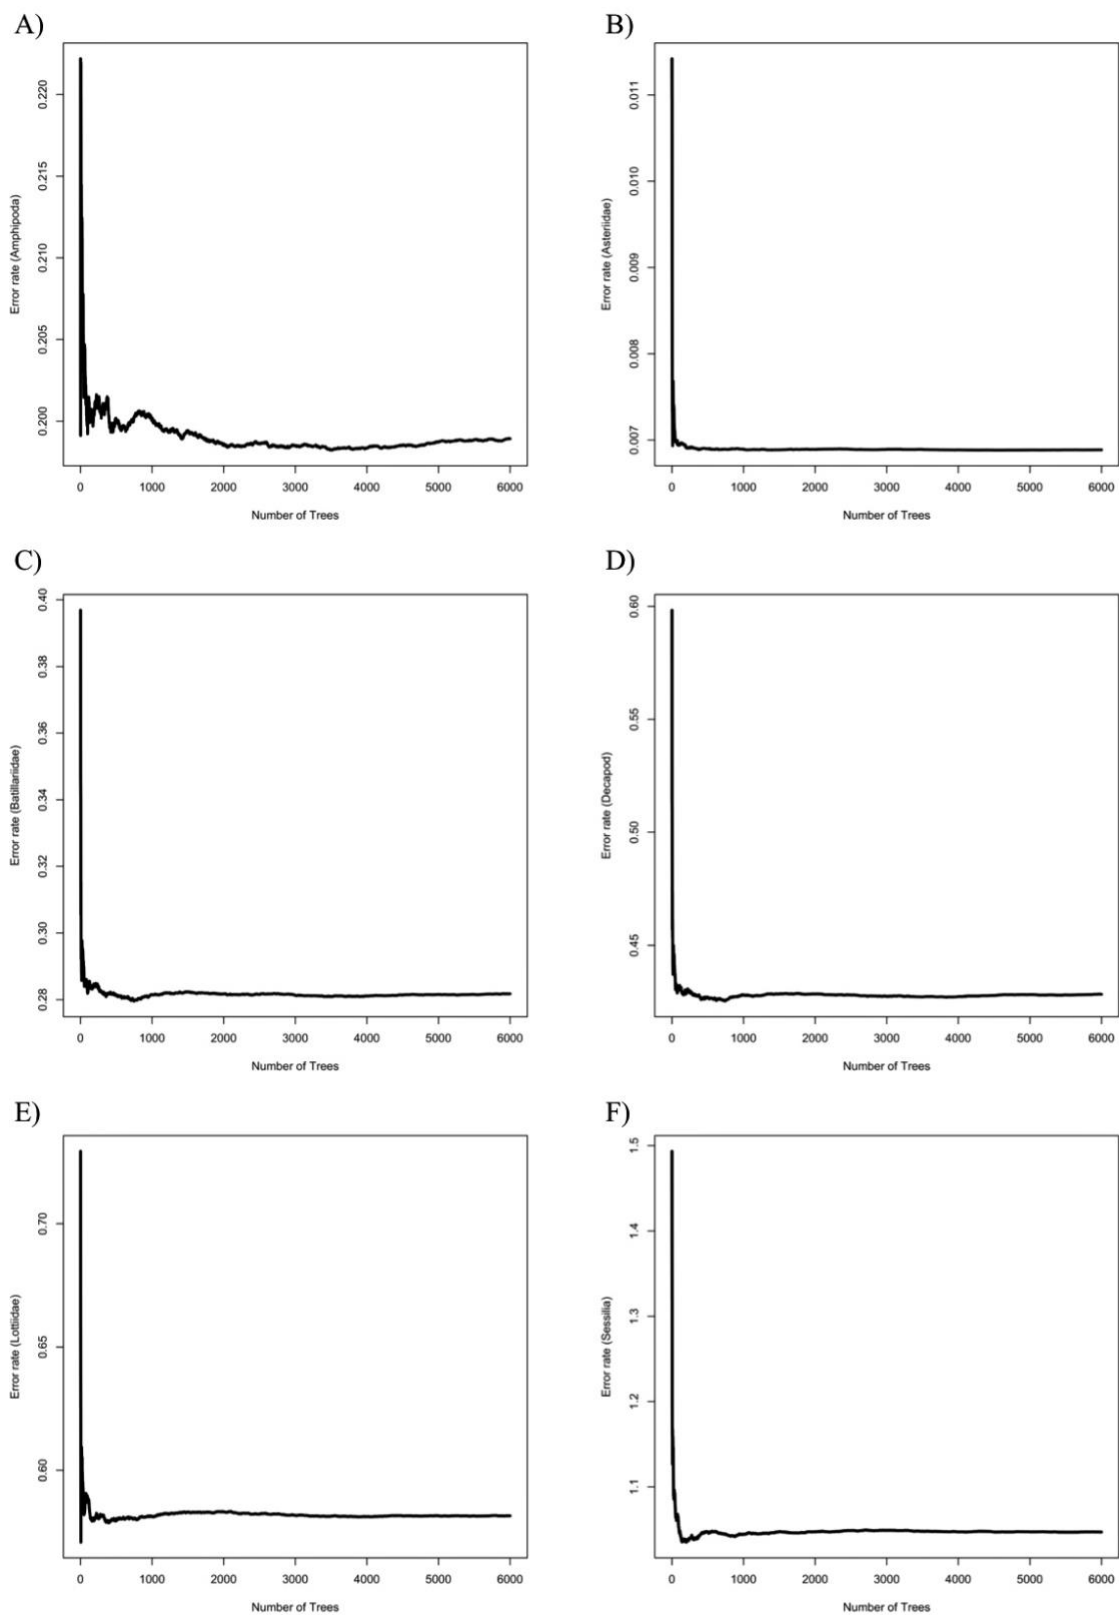 A)
Error rate (Amphipoda)
0.220
0.215
0.210
0.205
0.200
0 1000 2000 3000 4000 5000 6000
Number of Trees
B)
Error rate (Asteriidae)
0.011
0.010
0.009
0.008
0.007
0 1000 2000 3000 4000 5000 6000
Number of Trees
C)
Error rate (Batillariidae)
0.40
0.38
0.36
0.34
0.32
0.30
0.28
0 1000 2000 3000 4000 5000 6000
Number of Trees
D)
Error rate (Decapod)
0.60
0.55
0.50
0.45
0 1000 2000 3000 4000 5000 6000
Number of Trees
E)
Error rate (Lottiidae)
0.70
0.65
0.60
0 1000 2000 3000 4000 5000 6000
Number of Trees
F)
Error rate (Sessilia)
1.5
1.4
1.3
1.2
1.1
0 1000 2000 3000 4000 5000 6000
Number of Trees